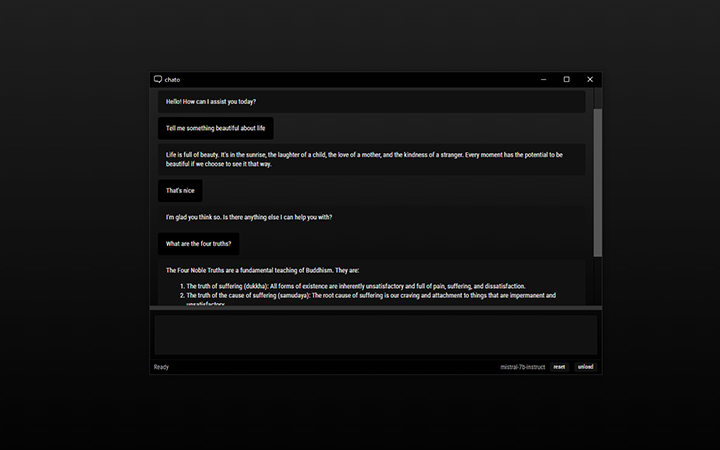 chato
Hello! How can I assist you today?
Tell me something beautiful about life
Life is full of beauty. It's in the sunrise, the laughter of a child, the love of a mother, and the kindness of a stranger. Every moment has the potential to be
beautiful if we choose to see it that way.
That's nice
I'm glad you think so. Is there anything else I can help you with?
What are the four truths?
The Four Noble Truths are a fundamental teaching of Buddhism. They are:
1. The truth of suffering (dukkha): All forms of existence are inherently unsatisfactory and full of pain, suffering, and dissatisfaction.
2. The truth of the cause of suffering (samudaya): The root cause of suffering is our craving and attachment to things that are impermanent and
unsatisfactory.
Ready
mistral-7b-instruct reset unload